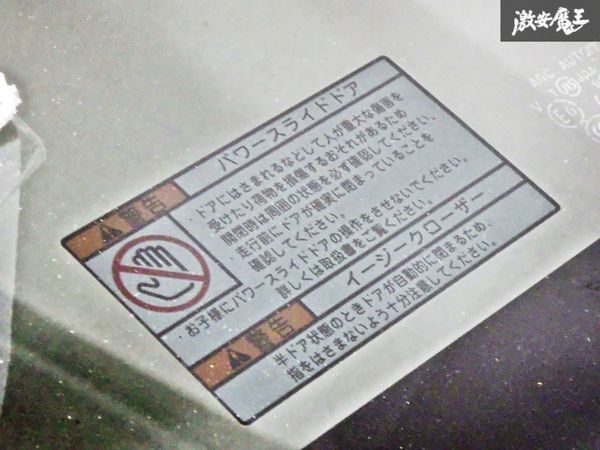 激安魔王
警告
パワースライドドア
ドアにはさまれるなどして人が重大な傷害を
受けたり荷物を損傷するおそれがあるため
開閉時は周囲の状態を必ず確認してください。
走行前にドアが確実に閉まっていることを
確認してください。
・お子様にパワースライドドアの操作をさせないでください。
詳しくは取扱書をご覧ください。
警告
イージークローザー
半ドア状態のときドアが自動的に閉まるため、
指をはさまないよう十分注意してください。